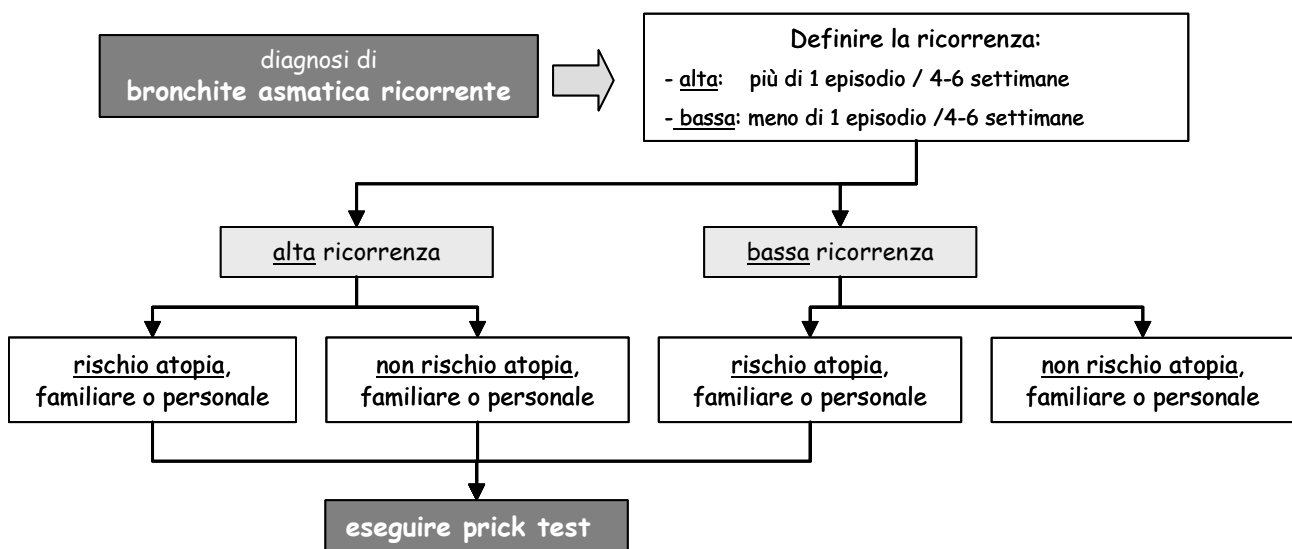 diagnosi di
bronchite asmatica ricorrente
Definire la ricorrenza:
- alta: più di 1 episodio / 4-6 settimane
- bassa: meno di 1 episodio /4-6 settimane
alta ricorrenza
bassa ricorrenza
rischio atopia,
familiare o personale
non rischio atopia,
familiare o personale
rischio atopia,
familiare o personale
non rischio atopia,
familiare o personale
eseguire prick test